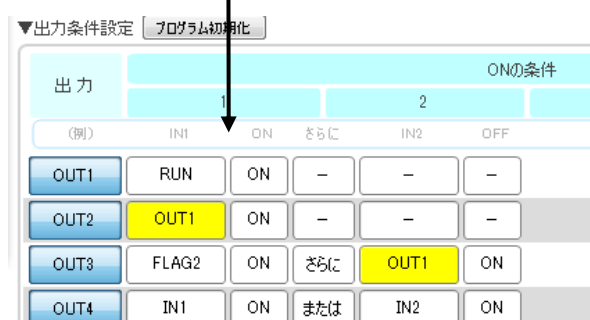 ▼出力条件設定 プログラム初期化
出力 ONの条件
1 2
(例) IN1 ON さらに IN2 OFF
OUT1 RUN ON － － －
OUT2 OUT1 ON － － －
OUT3 FLAG2 ON さらに OUT1 ON
OUT4 IN1 ON または IN2 ON